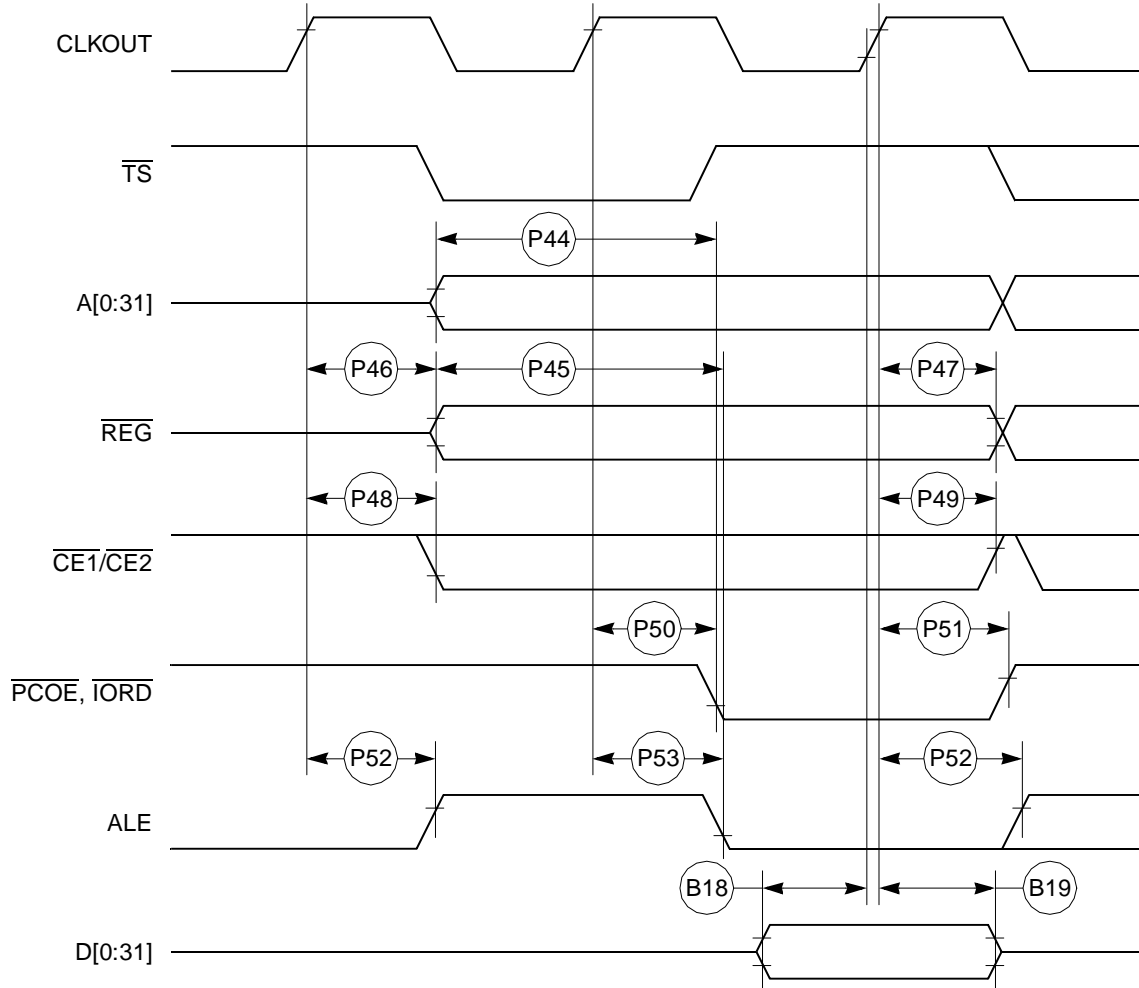 CLKOUT
TS
P44
A[0:31]
P46 P45 P47
REG
P48 P49
CE1/CE2
P50 P51
PCOE, IORD
P52 P53 P52
ALE
B18 B19
D[0:31]